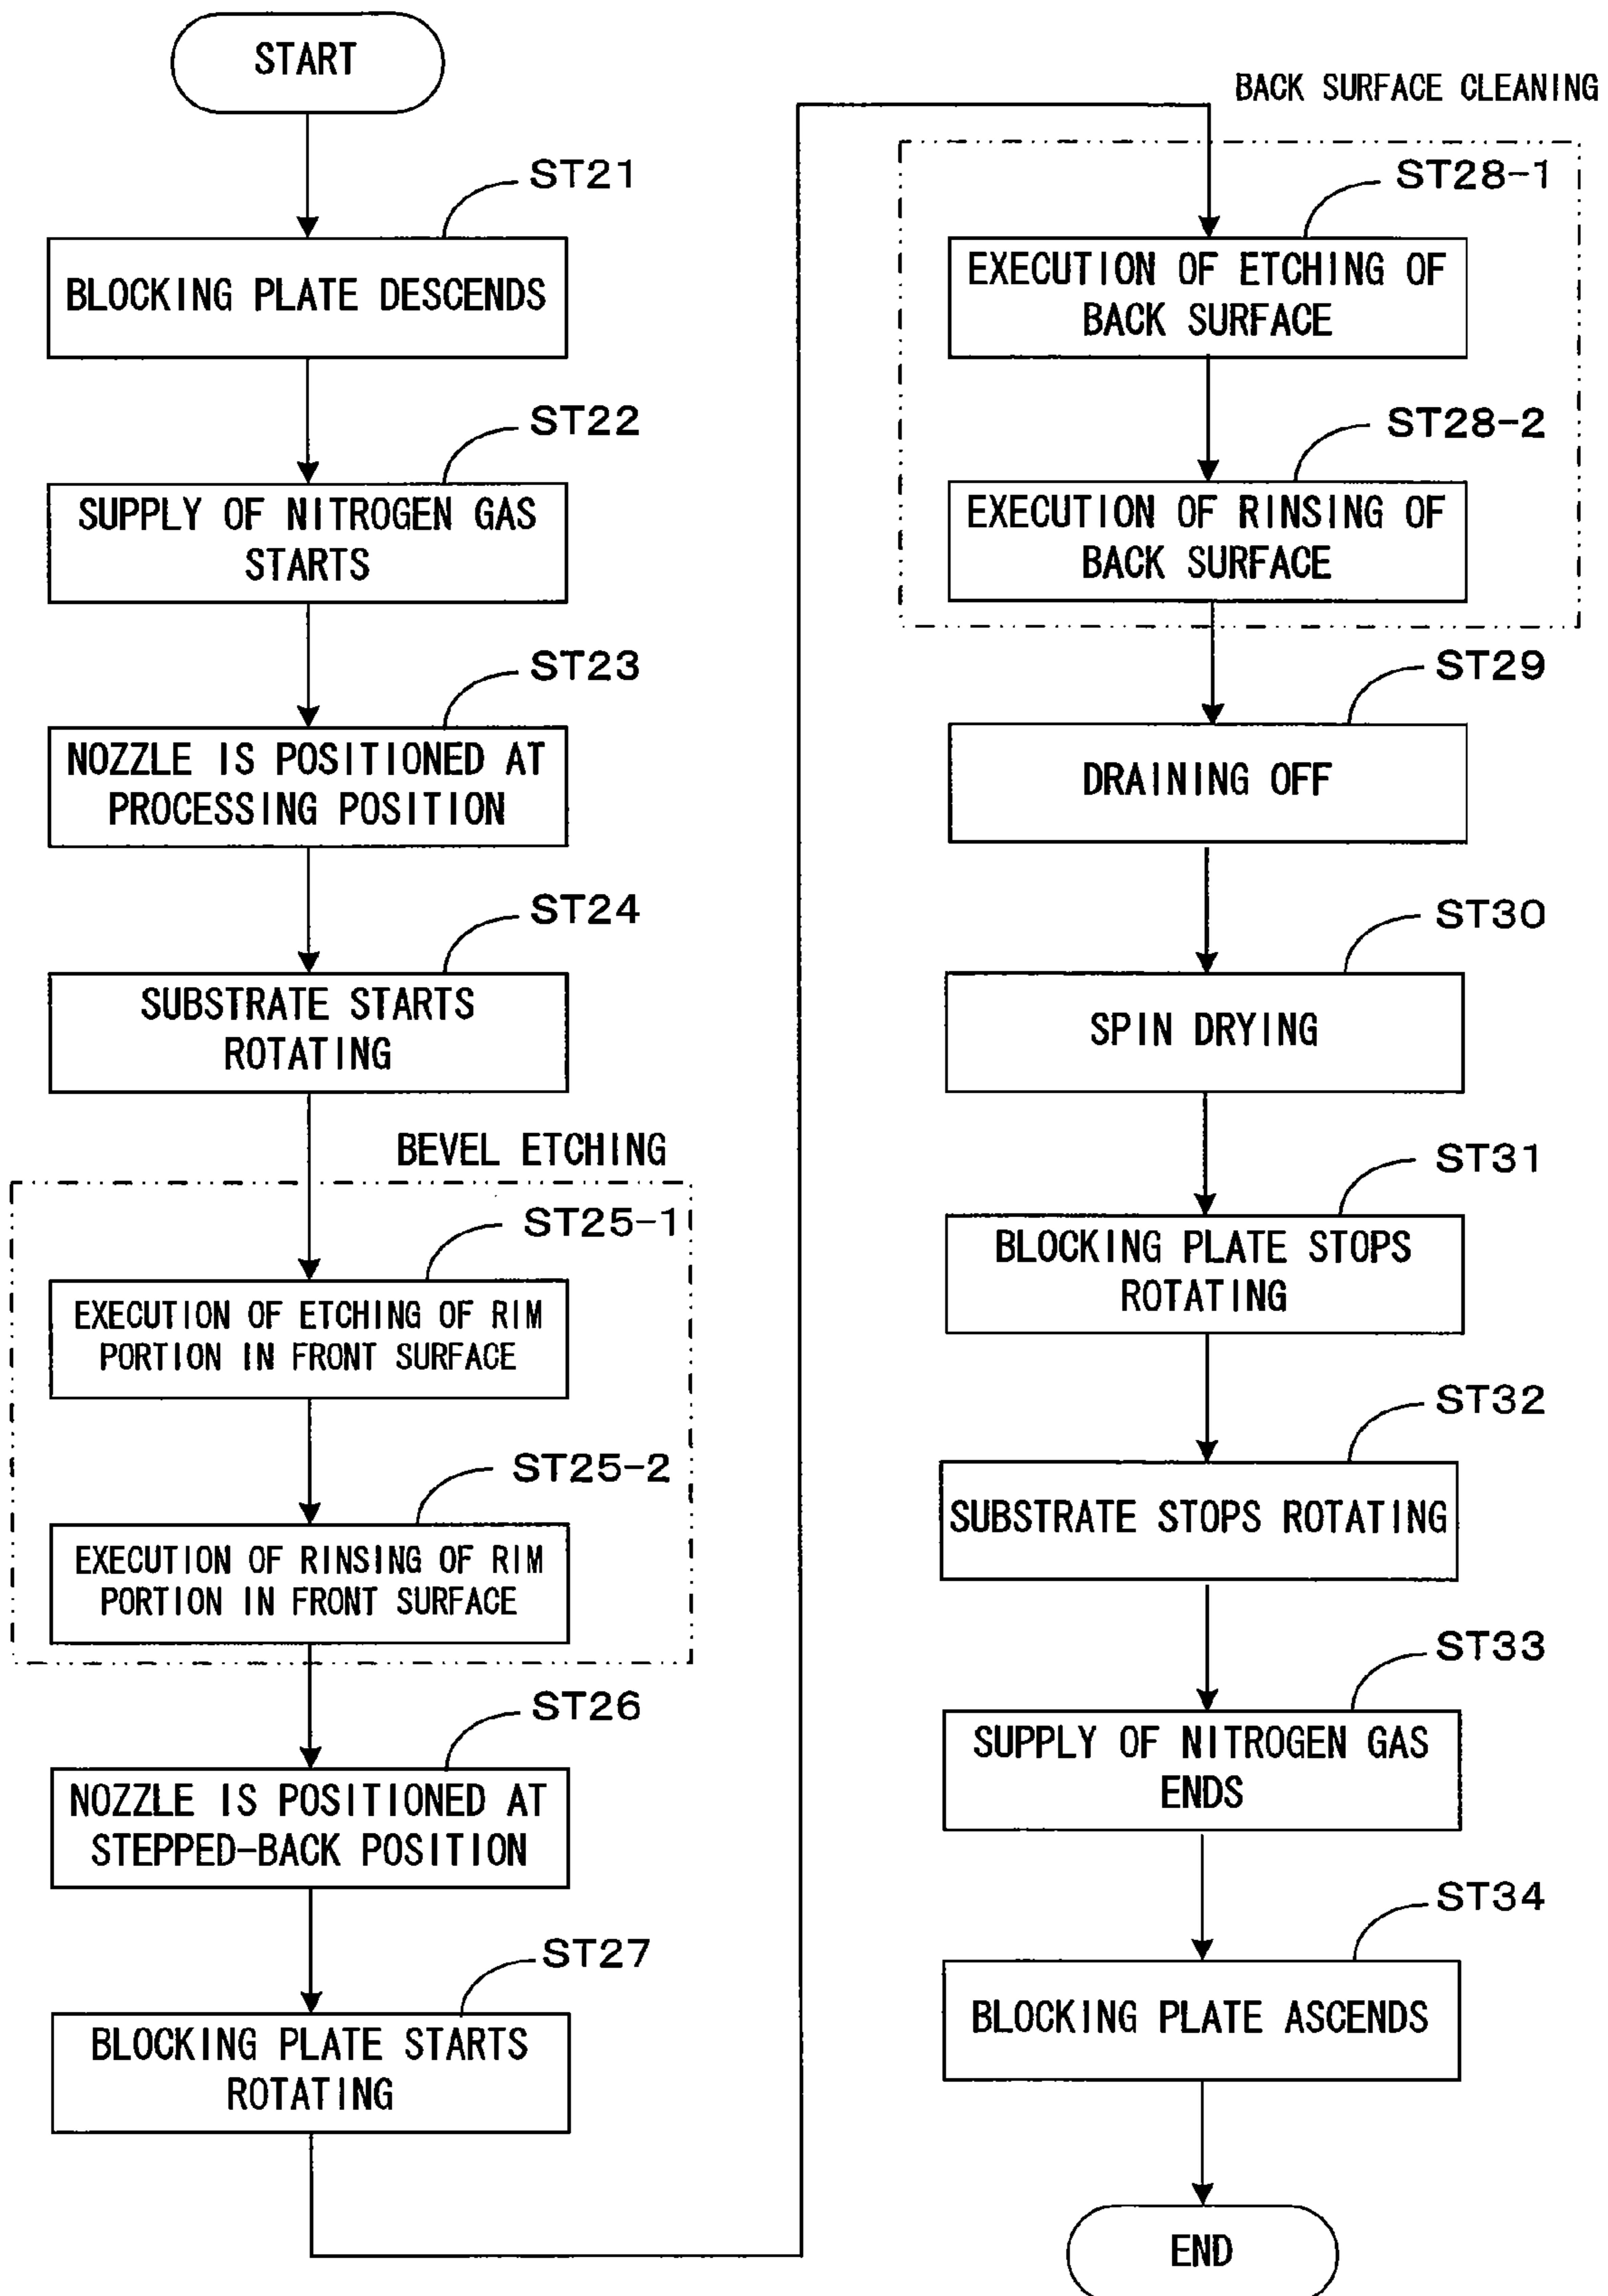 START
ST21
BLOCKING PLATE DESCENDS
ST22
SUPPLY OF NITROGEN GAS
STARTS
ST23
NOZZLE IS POSITIONED AT
PROCESSING POSITION
ST24
SUBSTRATE STARTS
ROTATING
BEVEL ETCHING
ST25-1
EXECUTION OF ETCHING OF RIM
PORTION IN FRONT SURFACE
ST25-2
EXECUTION OF RINSING OF RIM
PORTION IN FRONT SURFACE
ST26
NOZZLE IS POSITIONED AT
STEPPED-BACK POSITION
ST27
BLOCKING PLATE STARTS
ROTATING
BACK SURFACE CLEANING
ST28-1
EXECUTION OF ETCHING OF
BACK SURFACE
ST28-2
EXECUTION OF RINSING OF
BACK SURFACE
ST29
DRAINING OFF
ST30
SPIN DRYING
ST31
BLOCKING PLATE STOPS
ROTATING
ST32
SUBSTRATE STOPS ROTATING
ST33
SUPPLY OF NITROGEN GAS
ENDS
ST34
BLOCKING PLATE ASCENDS
END